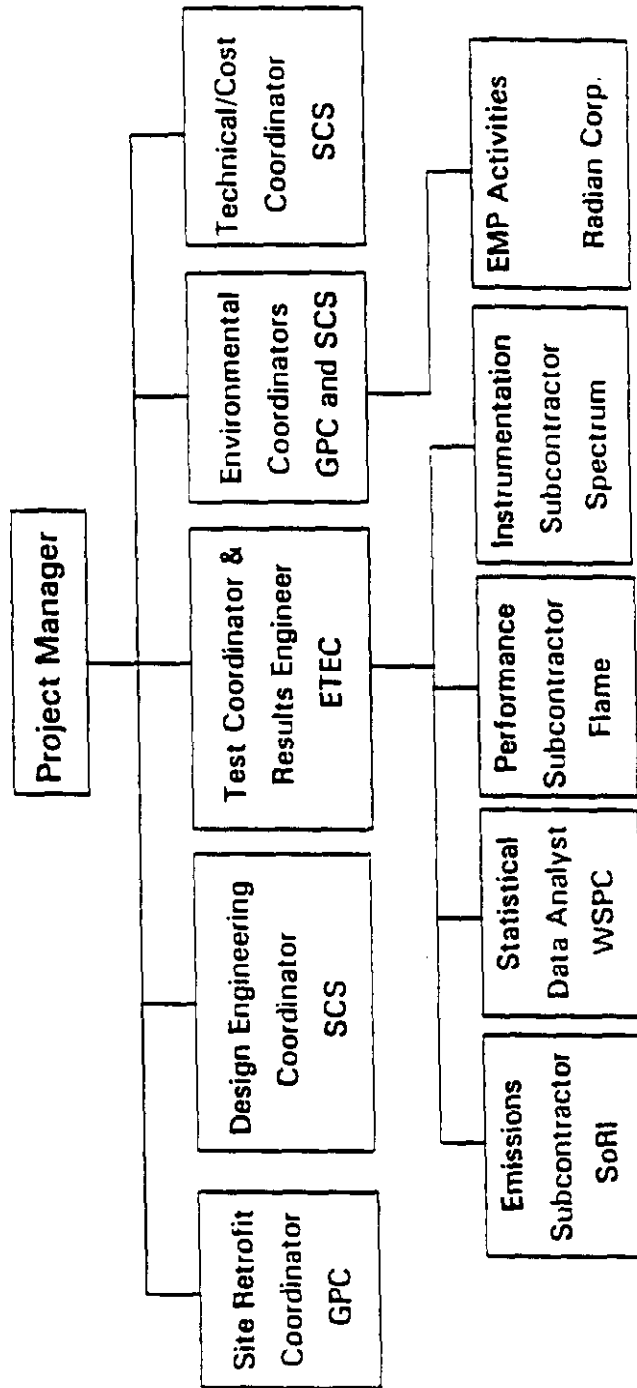 Project Manager
Site Retrofit
Coordinator
GPC
Design Engineering
Coordinator
SCS
Test Coordinator &
Results Engineer
ETEC
Environmental
Coordinators
GPC and SCS
Technical/Cost
Coordinator
SCS
Emissions
Subcontractor
SoRI
Statistical
Data Analyst
WSPC
Performance
Subcontractor
Flame
Instrumentation
Subcontractor
Spectrum
EMP Activities
Radian Corp.